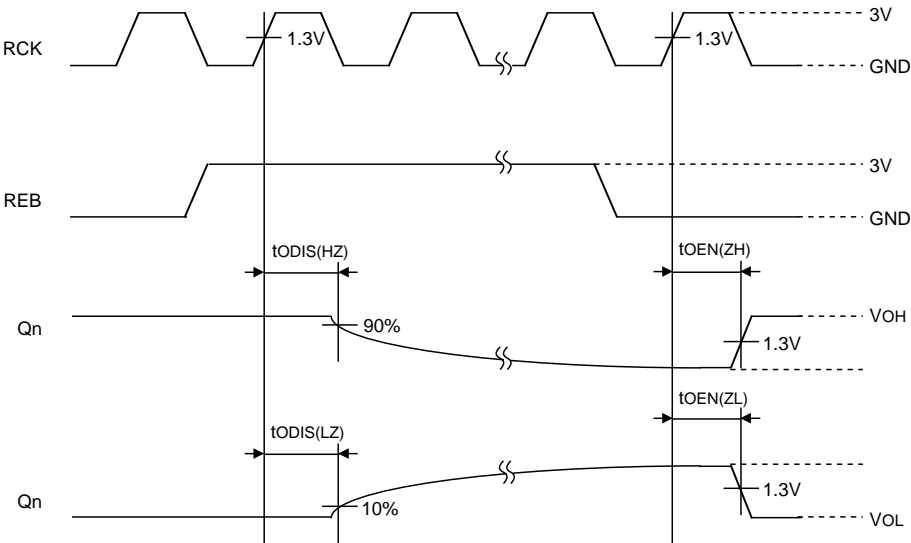 3V
RCK
1.3V
1.3V
GND
3V
REB
GND
tODIS(HZ)
tOEN(ZH)
Qn
90%
VOH
1.3V
tODIS(LZ)
tOEN(ZL)
Qn
10%
1.3V
VOL